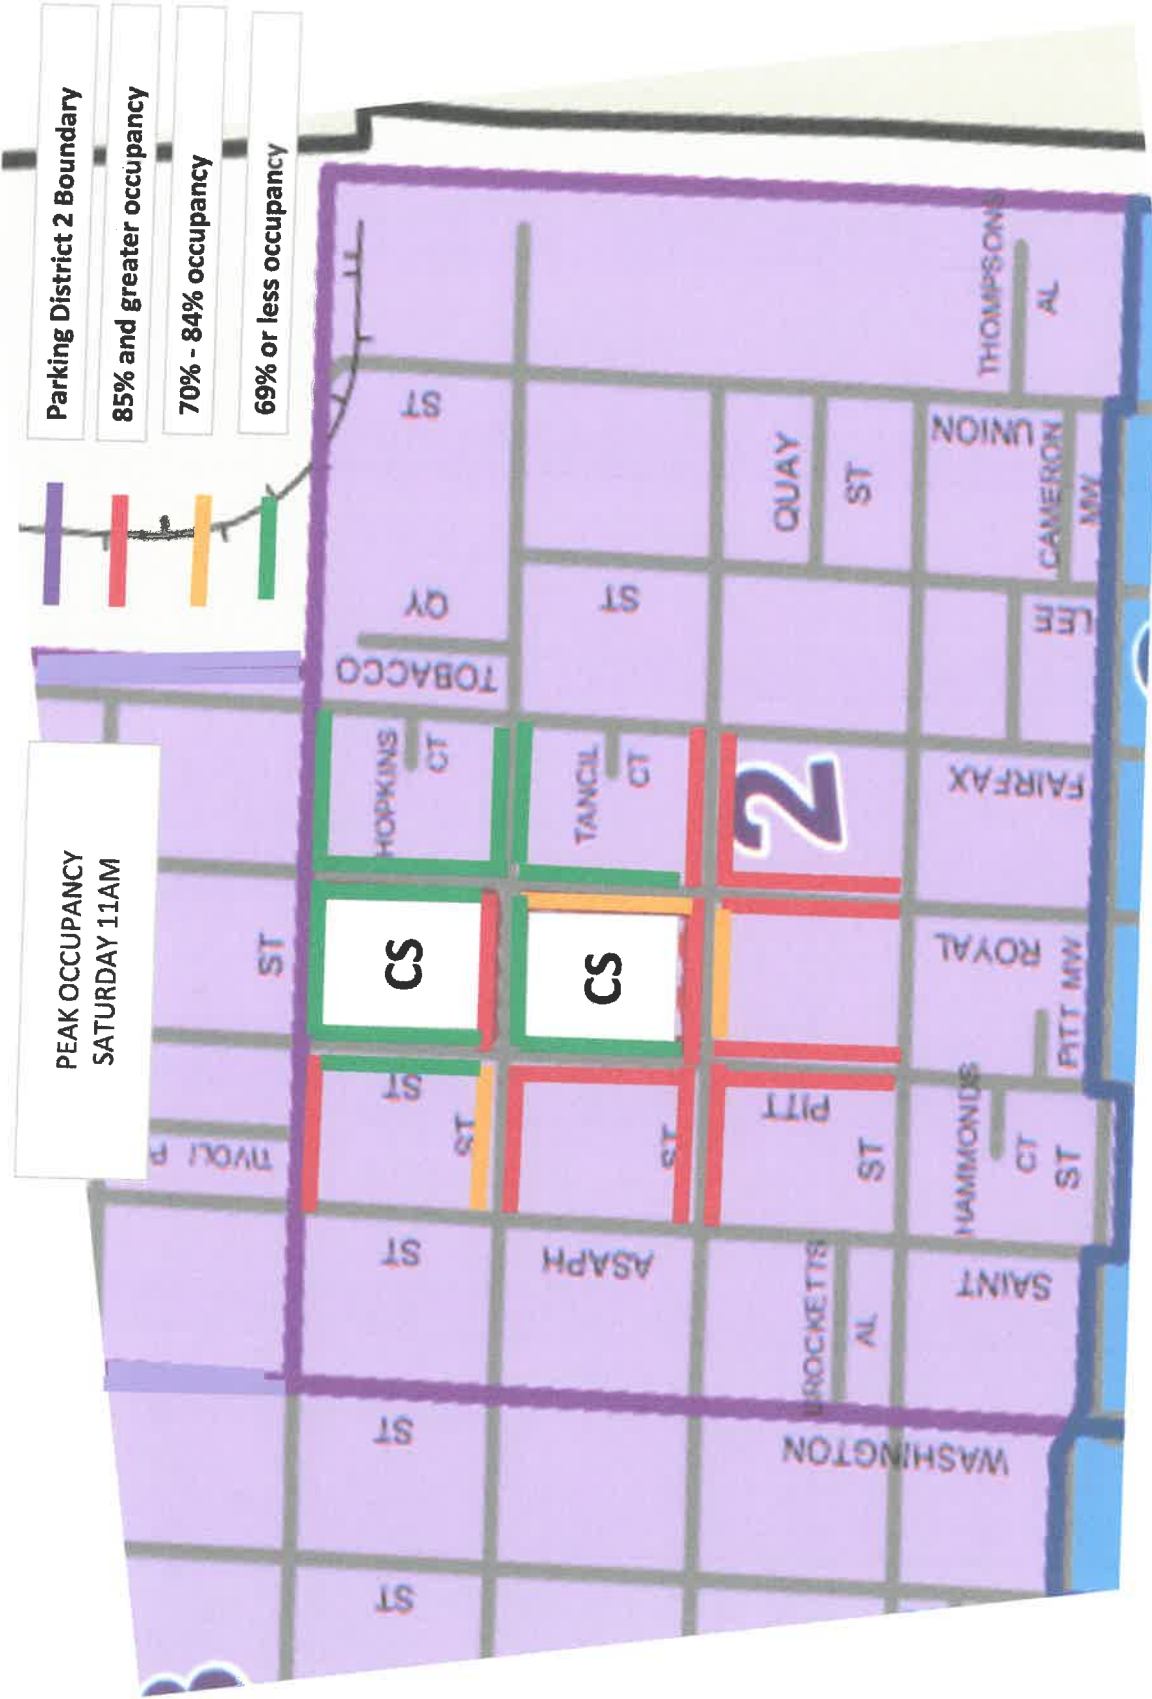 PEAK OCCUPANCY
SATURDAY 11AM
Parking District 2 Boundary
85% and greater occupancy
70% - 84% occupancy
69% or less occupancy
ST
ST
TOBACCO
QY
HOPKINS
CT
CS
ST
ST
ST
ST
ST
TANCIL
CT
CS
ST
ASAPH
QUAY
ST
2
PITT
ST
BROCKETTS
AL
WASHINGTON
THOMPSONS
AL
UNION
CAMERON
MW
LEE
FAIRFAX
ROYAL
PITT MW
HAMMONDS
CT
ST
SAINT
TIVOLI P